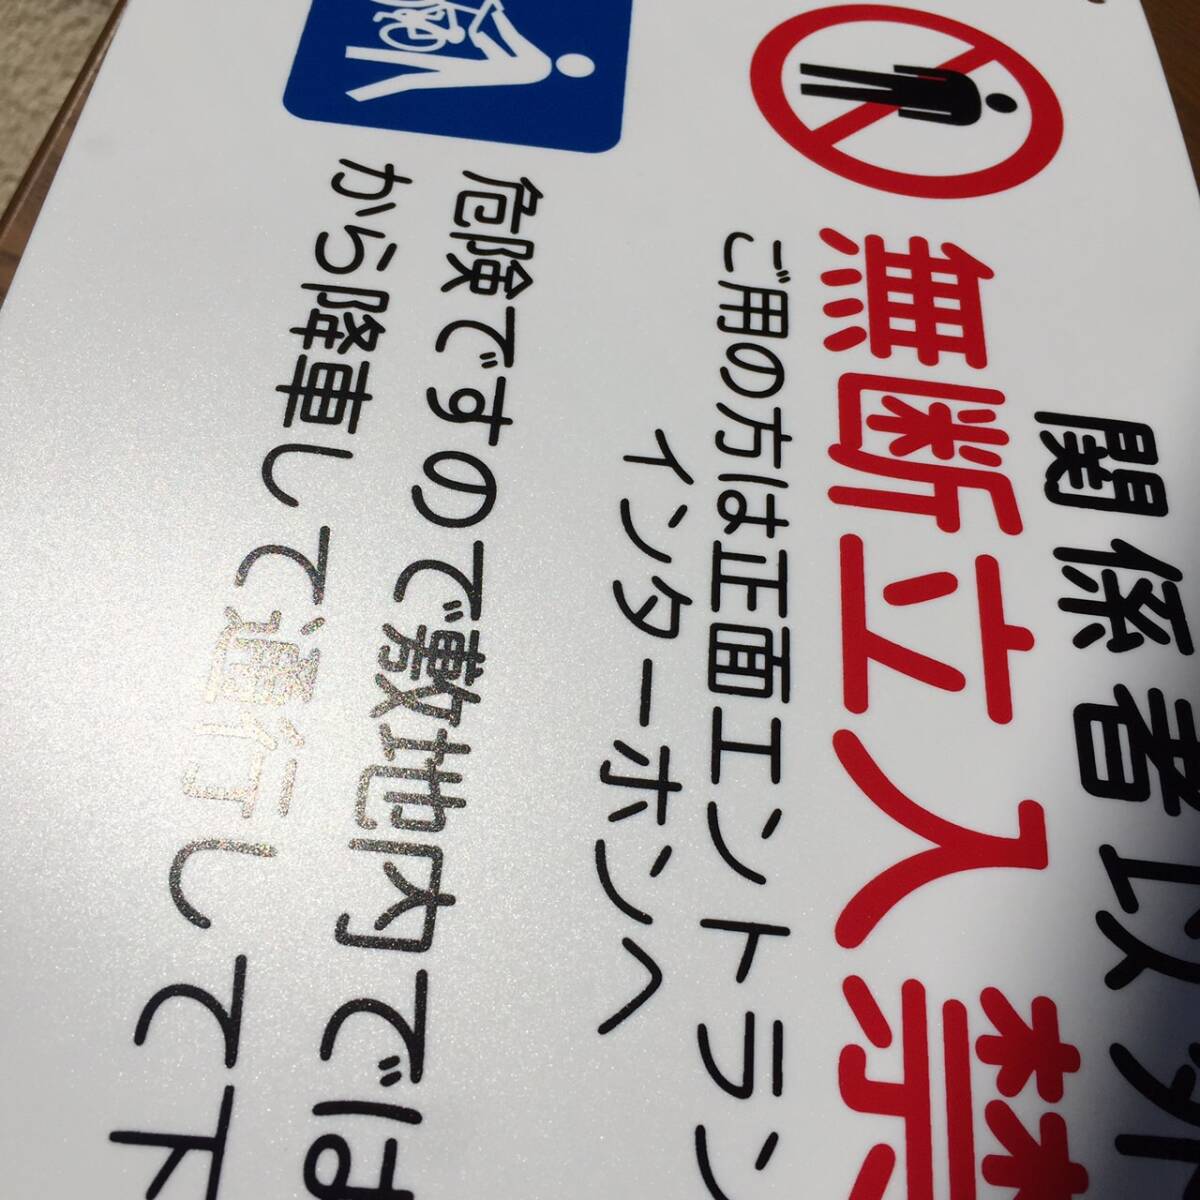 関係者以外
無断立入禁
ご用の方は正面エントラン
インターホンへ
危険ですので敷地内では
から降車して通行して下